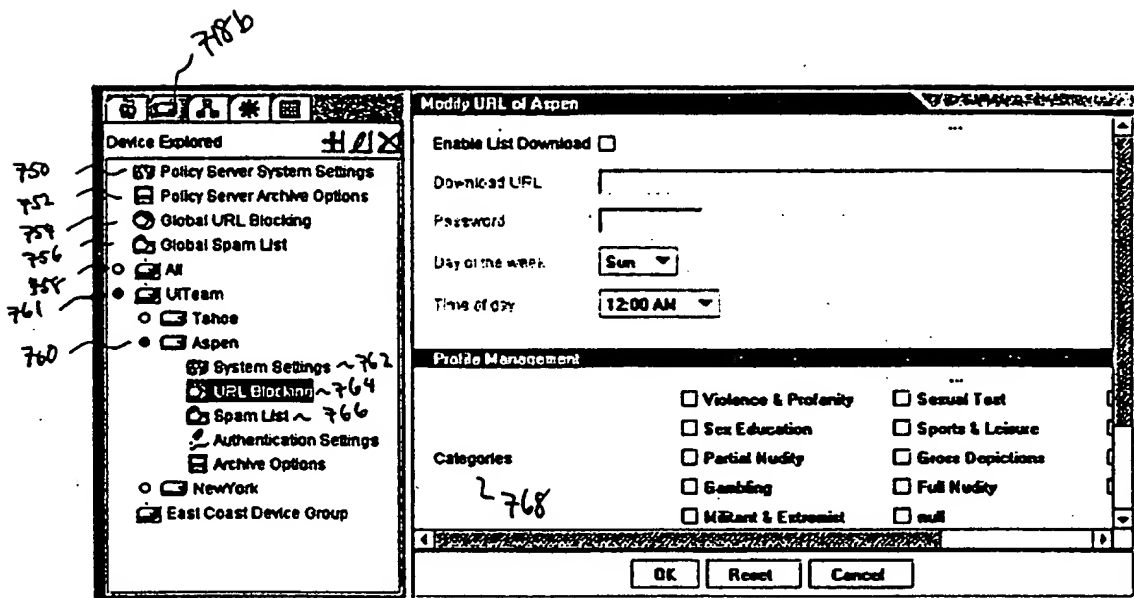 718b
Modify URL of Aspen
Device Explored
750 Policy Server System Settings
752 Policy Server Archive Options
754 Global URL Blocking
756 Global Spam List
All
761 UITeam
Tahoe
760 Aspen
System Settings ~762
URL Blocking ~764
Spam List ~ 766
Authentication Settings
Archive Options
NewYork
East Coast Device Group
Enable List Download
...
Download URL
Password
Day of the week Sun
Time of day 12:00 AM
Profile Management
...
Categories
768
Violence & Profanity Sexual Text
Sex Education Sports & Leisure
Partial Nudity Gross Depictions
Gambling Full Nudity
Militant & Extremist null
OK Reset Cancel